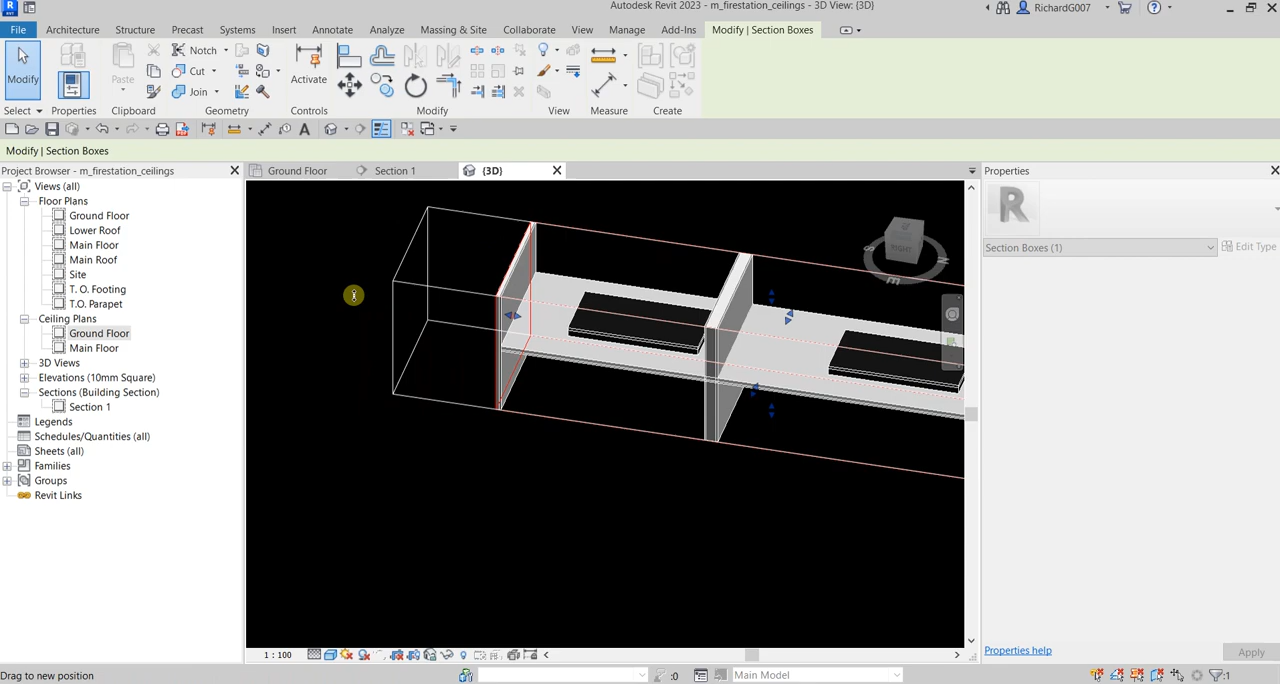 Autodesk Revit 2023 - m_firestation_ceilings - 3D View: {3D}
RichardG007
File Architecture Structure Precast Systems Insert Annotate Analyze Massing & Site Collaborate View Manage Add-Ins Modify | Section Boxes
Modify
Paste
Notch
Cut
Join
Activate
Select Properties Clipboard Geometry Controls Modify View Measure Create
Modify | Section Boxes
Project Browser - m_firestation_ceilings
Ground Floor
Section 1
{3D}
Properties
Views (all)
Floor Plans
Ground Floor
Lower Roof
Main Floor
Main Roof
Site
T. O. Footing
T.O. Parapet
Ceiling Plans
Ground Floor
Main Floor
3D Views
Elevations (10mm Square)
Sections (Building Section)
Section 1
Legends
Schedules/Quantities (all)
Sheets (all)
Families
Groups
Revit Links
RIGHT
S
N
E
R
Section Boxes (1)
Edit Type
Properties help
Apply
1 : 100
Drag to new position
:0
Main Model
:1